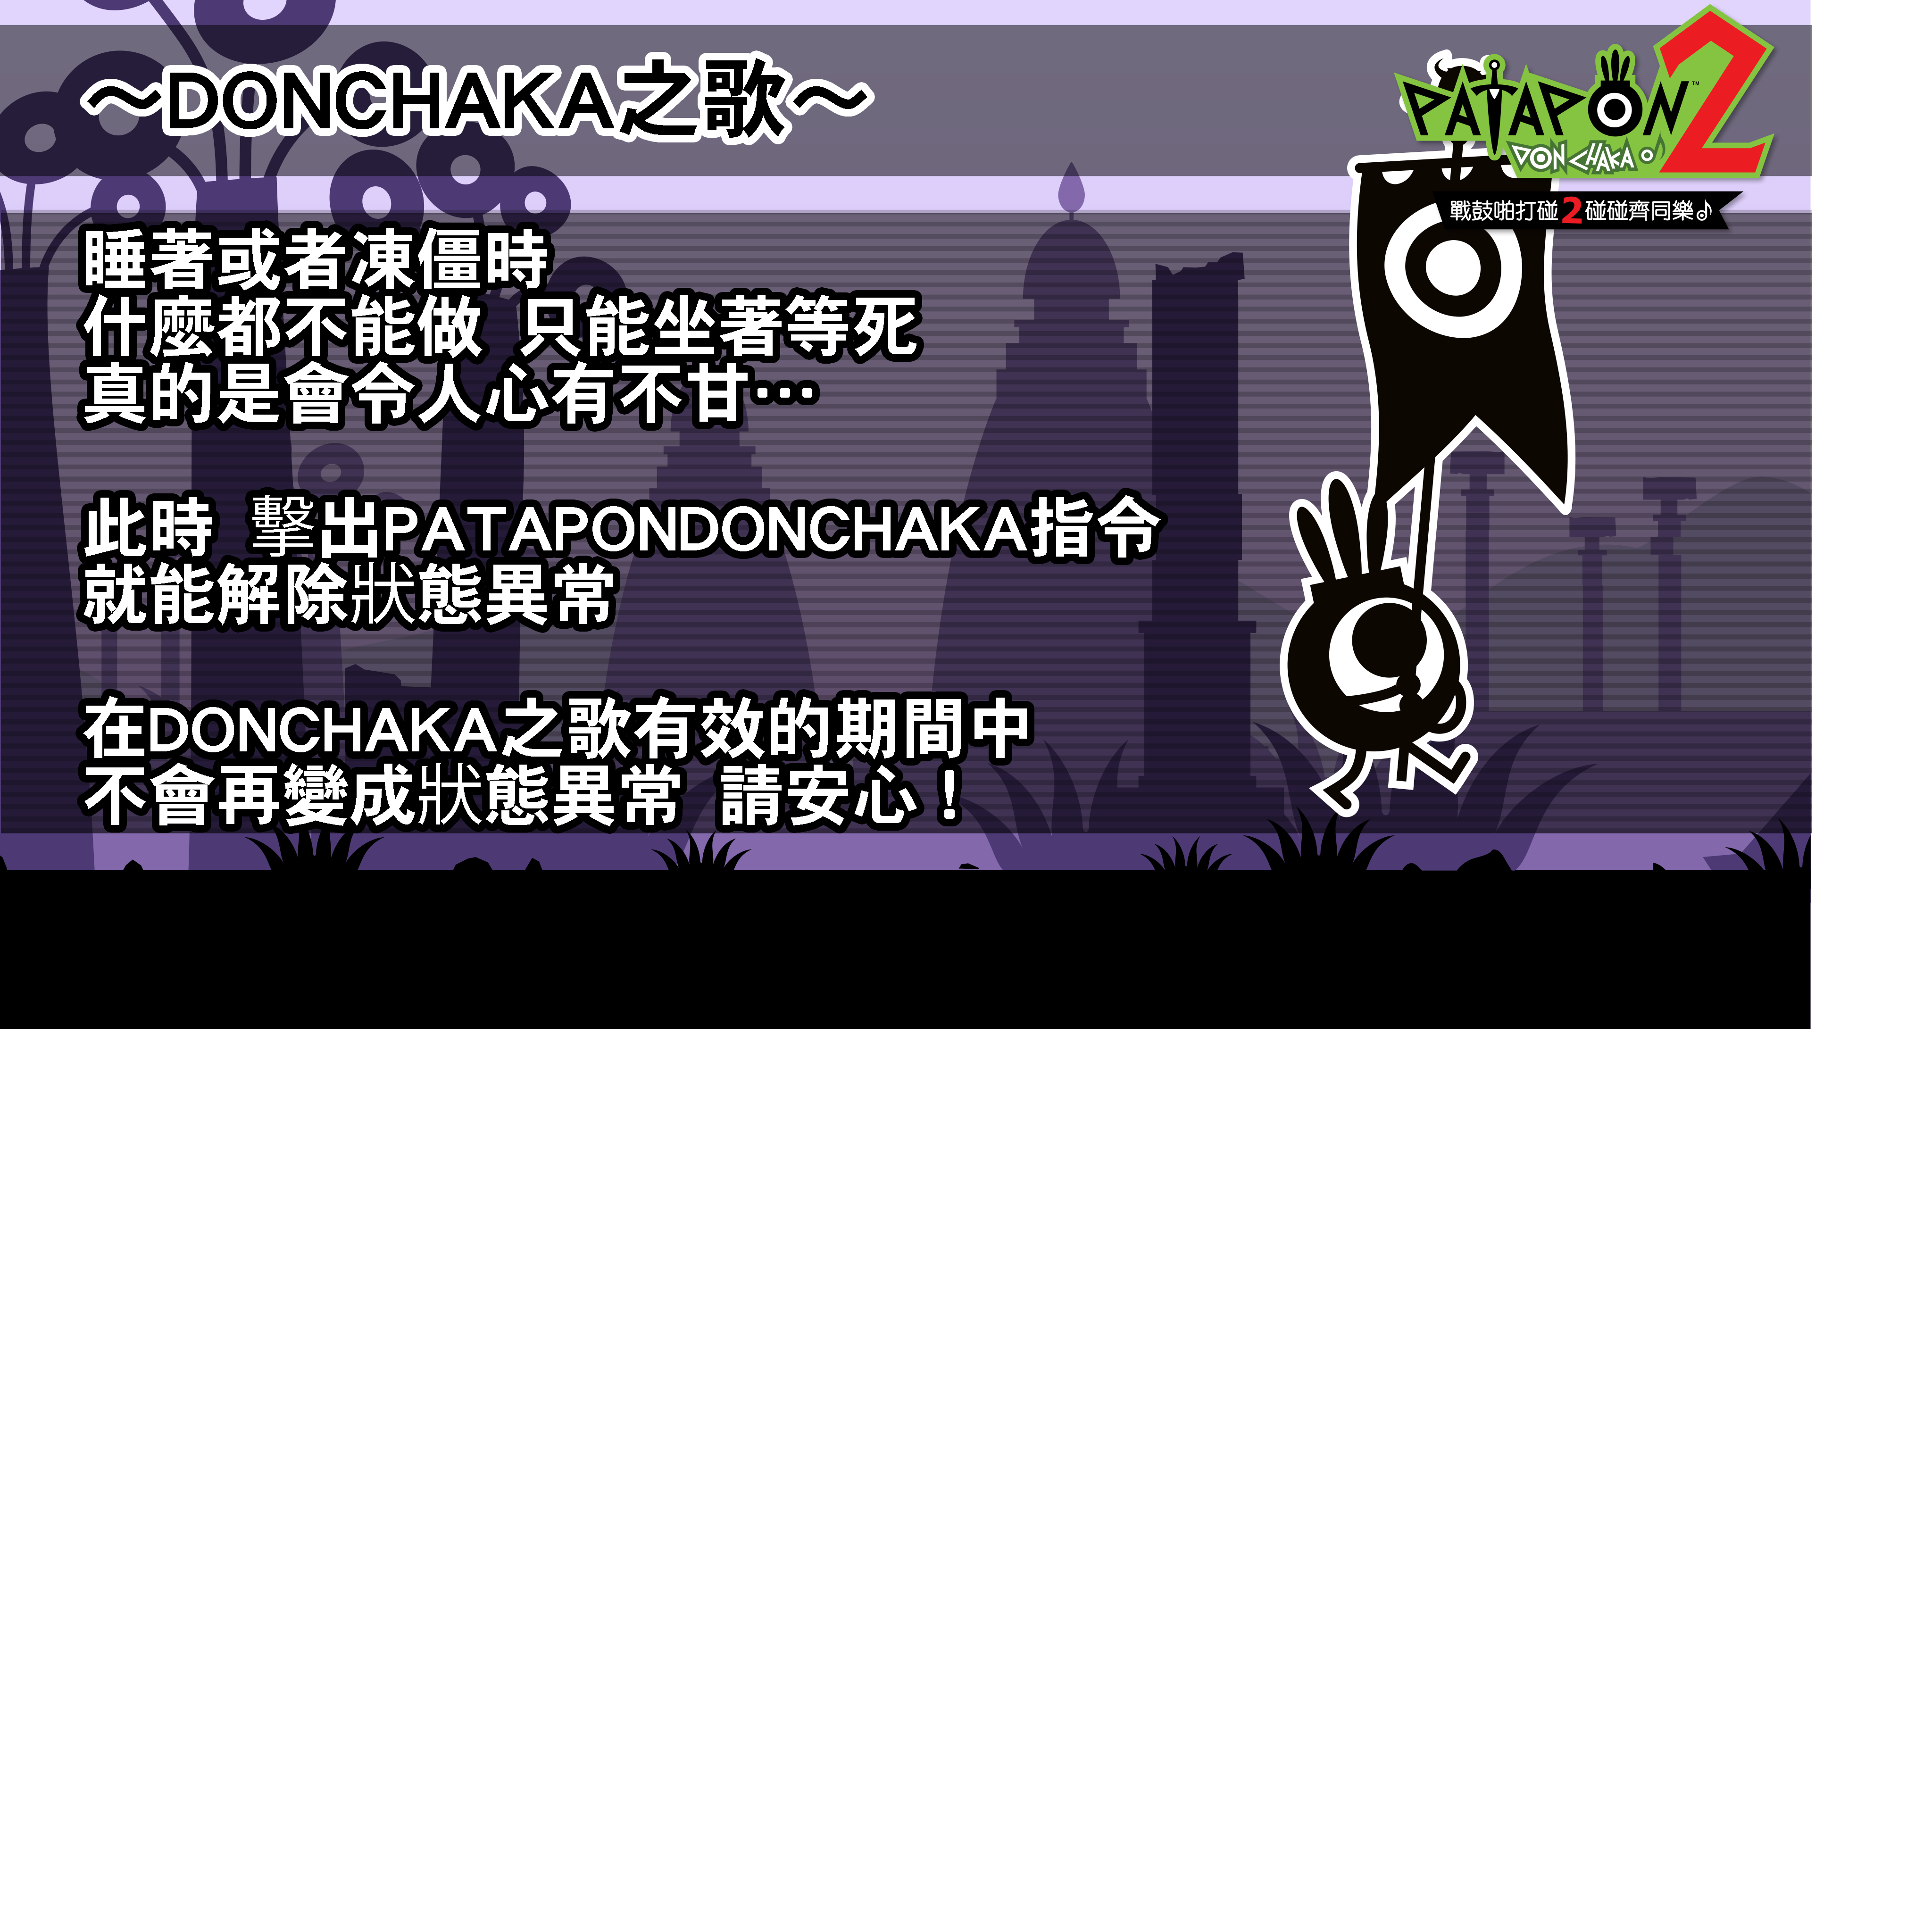 ～DONCHAKA之歌～
PATAPON2
DONCHAKA♪
戰鼓啪打碰2碰碰齊同樂♪
睡著或者凍僵時
什麼都不能做 只能坐著等死
真的是會令人心有不甘…
此時 擊出PATAPONDONCHAKA指令
就能解除狀態異常
在DONCHAKA之歌有效的期間中
不會再變成狀態異常 請安心！